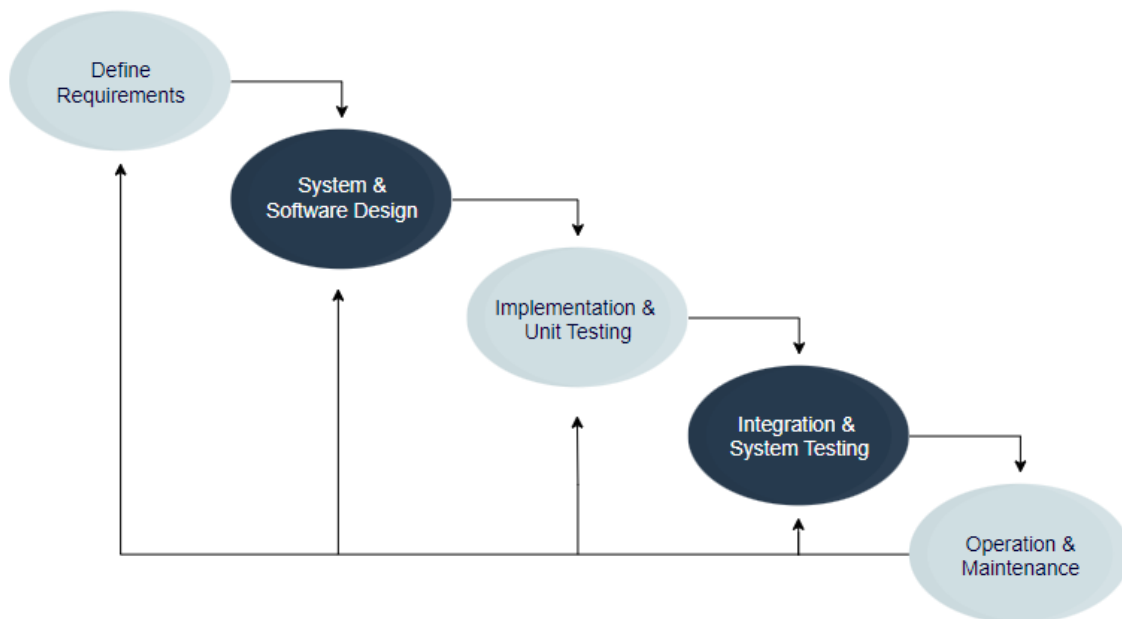 Define
Requirements
System &
Software Design
Implementation &
Unit Testing
Integration &
System Testing
Operation &
Maintenance